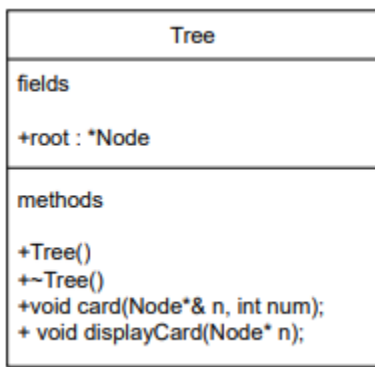 Tree
fields
+root : *Node
methods
+Tree()
+~Tree()
+void card(Node*& n, int num);
+ void displayCard(Node* n);